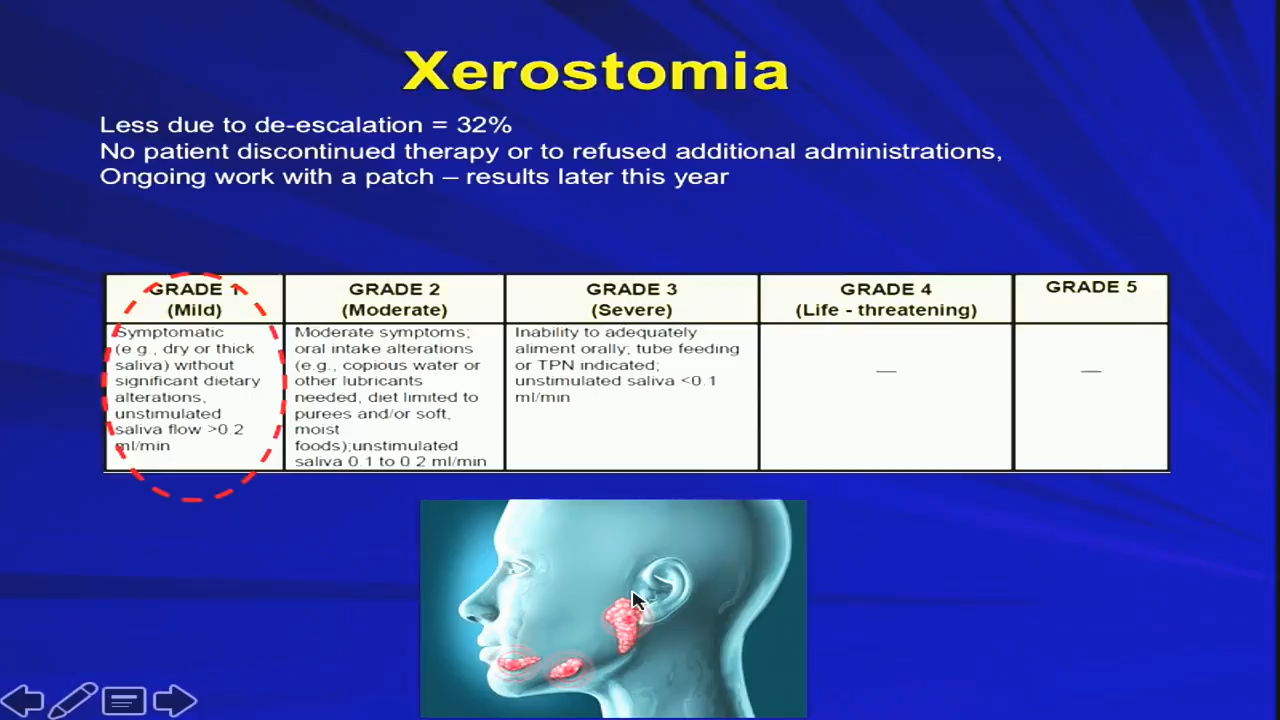 Xerostomia
Less due to de-escalation = 32%
No patient discontinued therapy or to refused additional administrations,
Ongoing work with a patch – results later this year
GRADE 1
(Mild)
GRADE 2
(Moderate)
GRADE 3
(Severe)
GRADE 4
(Life - threatening)
GRADE 5
Symptomatic
(e.g., dry or thick
saliva) without
significant dietary
alterations,
unstimulated
saliva flow >0.2
ml/min
Moderate symptoms;
oral intake alterations
(e.g., copious water or
other lubricants
needed, diet limited to
purees and/or soft,
moist
foods);unstimulated
saliva 0.1 to 0.2 ml/min
Inability to adequately
aliment orally; tube feeding
or TPN indicated;
unstimulated saliva <0.1
ml/min
—
—